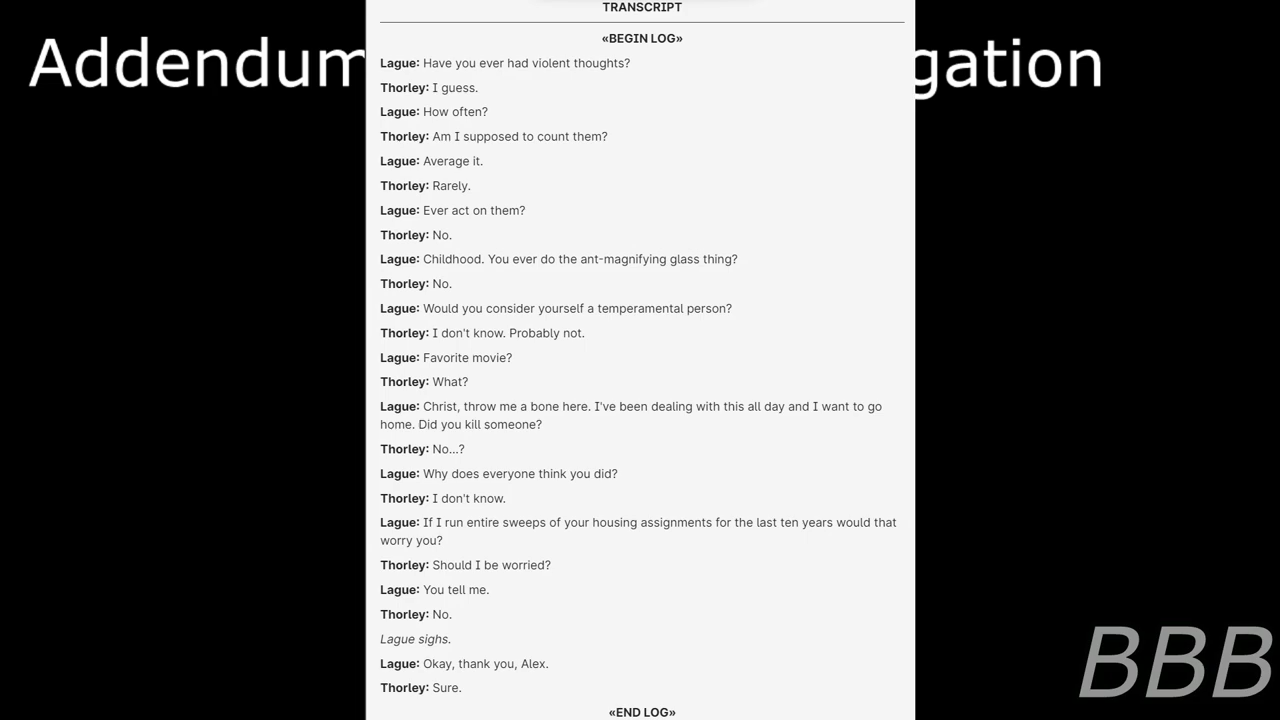 TRANSCRIPT
Addendum
gation
«BEGIN LOG»
Lague: Have you ever had violent thoughts?
Thorley: I guess.
Lague: How often?
Thorley: Am I supposed to count them?
Lague: Average it.
Thorley: Rarely.
Lague: Ever act on them?
Thorley: No.
Lague: Childhood. You ever do the ant-magnifying glass thing?
Thorley: No.
Lague: Would you consider yourself a temperamental person?
Thorley: I don't know. Probably not.
Lague: Favorite movie?
Thorley: What?
Lague: Christ, throw me a bone here. I've been dealing with this all day and I want to go
home. Did you kill someone?
Thorley: No...?
Lague: Why does everyone think you did?
Thorley: I don't know.
Lague: If I run entire sweeps of your housing assignments for the last ten years would that
worry you?
Thorley: Should I be worried?
Lague: You tell me.
Thorley: No.
Lague sighs.
Lague: Okay, thank you, Alex.
Thorley: Sure.
«END LOG»
BBB